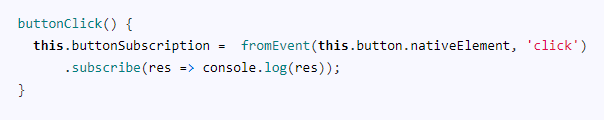 buttonClick() {
  this.buttonSubscription =  fromEvent(this.button.nativeElement, 'click')
      .subscribe(res => console.log(res));
}